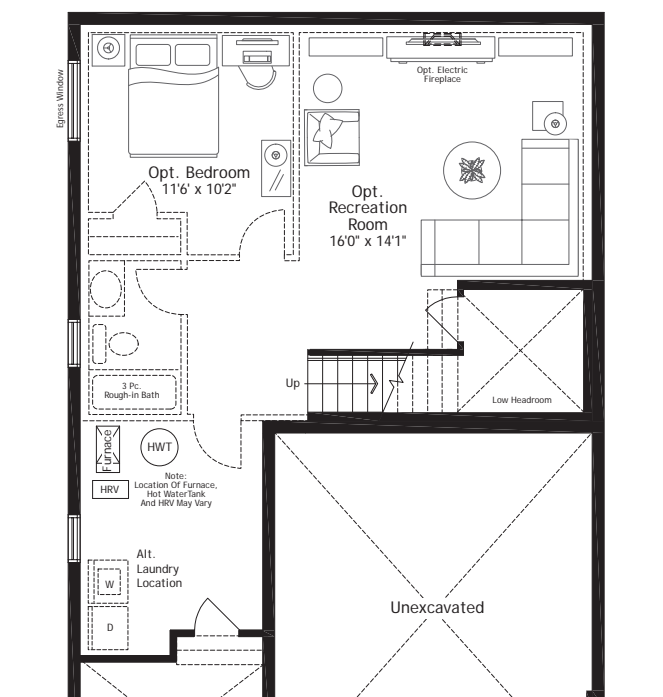 Egress Window
Opt. Electric
Fireplace
Opt. Bedroom
11'6' x 10'2"
Opt.
Recreation
Room
16'0" x 14'1"
3 Pc.
Rough-in Bath
Up
Low Headroom
Furnace
HWT
HRV
Note:
Location Of Furnace,
Hot WaterTank
And HRV May Vary
Alt.
Laundry
Location
W
D
Unexcavated